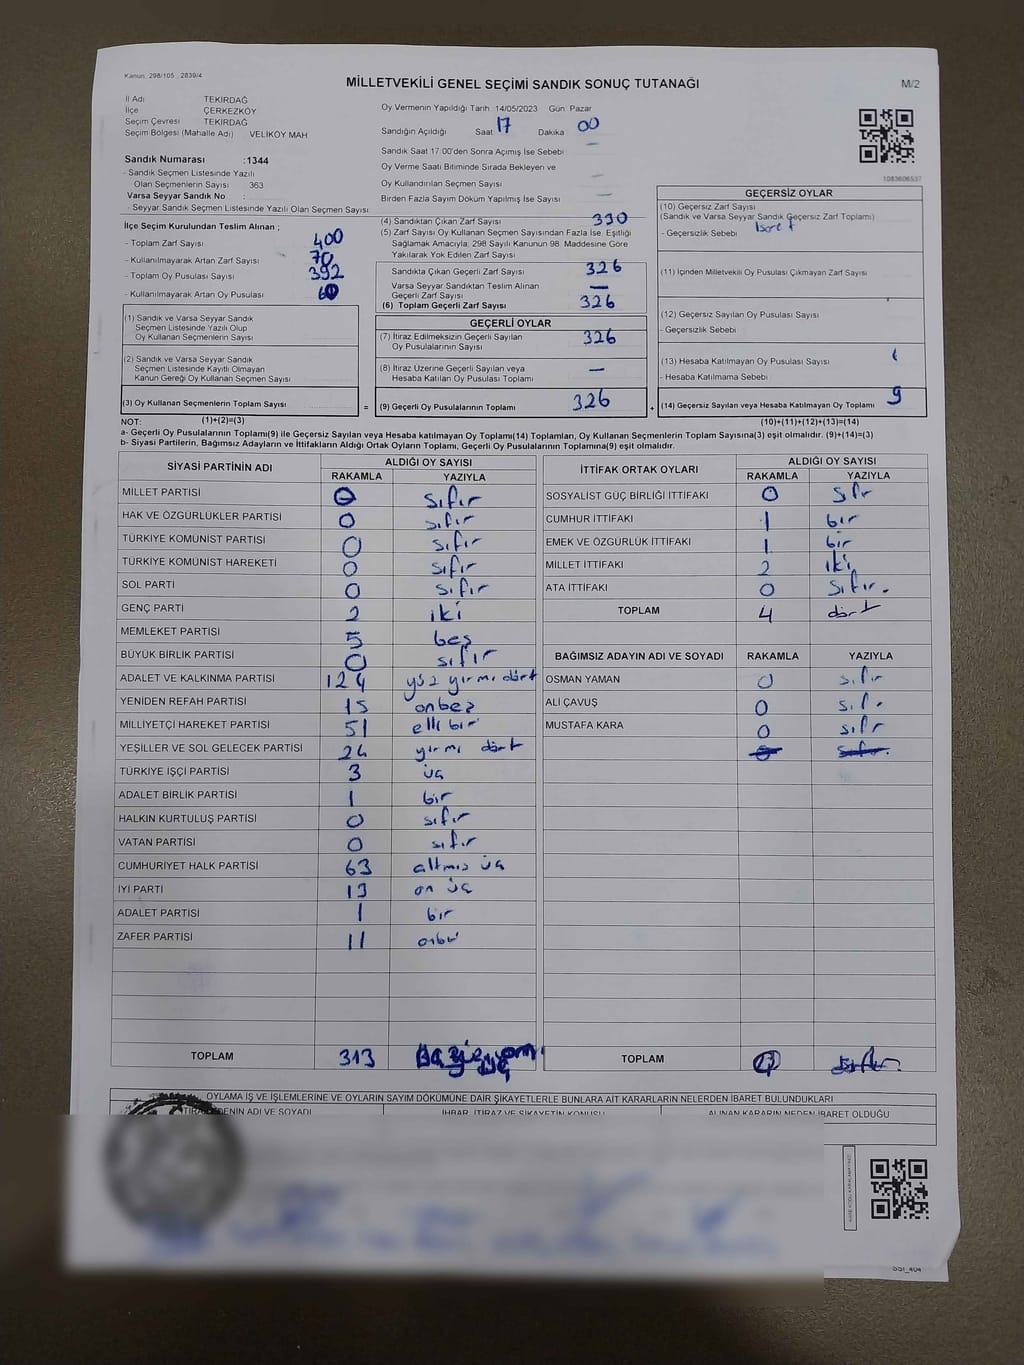 Kanun: 298/105 , 2839/4
MİLLETVEKİLİ GENEL SEÇİMİ SANDIK SONUÇ TUTANAĞI
M/2
İl Adı TEKİRDAĞ
İlçe ÇERKEZKÖY
Seçim Çevresi TEKİRDAĞ
Seçim Bölgesi (Mahalle Adı) VELİKÖY MAH
Oy Vermenin Yapıldığı Tarih 14/05/2023 Gün Pazar
Sandığın Açıldığı Saat 17 Dakika 00
Sandık Saat 17:00'den Sonra Açılmış İse Sebebi —
Oy Verme Saati Bitiminde Sırada Bekleyen ve
Oy Kullandırılan Seçmen Sayısı —
Birden Fazla Sayım Döküm Yapılmış İse Sayısı —
1083606537
Sandık Numarası :1344
- Sandık Seçmen Listesinde Yazılı
Olan Seçmenlerin Sayısı 363
Varsa Seyyar Sandık No :
- Seyyar Sandık Seçmen Listesinde Yazılı Olan Seçmen Sayısı
İlçe Seçim Kurulundan Teslim Alınan ;
- Toplam Zarf Sayısı 400
- Kullanılmayarak Artan Zarf Sayısı 70
- Toplam Oy Pusulası Sayısı 392
- Kullanılmayarak Artan Oy Pusulası
(1) Sandık ve Varsa Seyyar Sandık
Seçmen Listesinde Yazılı Olup
Oy Kullanan Seçmenlerin Sayısı
(2) Sandık ve Varsa Seyyar Sandık
Seçmen Listesinde Kayıtlı Olmayan
Kanun Gereği Oy Kullanan Seçmen Sayısı
(3) Oy Kullanan Seçmenlerin Toplam Sayısı
(4) Sandıktan Çıkan Zarf Sayısı 330
(5) Zarf Sayısı Oy Kullanan Seçmen Sayısından Fazla İse, Eşitliği
Sağlamak Amacıyla, 298 Sayılı Kanunun 98. Maddesine Göre
Yakılarak Yok Edilen Zarf Sayısı
Sandıkta Çıkan Geçerli Zarf Sayısı 326
Varsa Seyyar Sandıktan Teslim Alınan
Geçerli Zarf Sayısı —
(6) Toplam Geçerli Zarf Sayısı 326
GEÇERLİ OYLAR
(7) İtiraz Edilmeksizin Geçerli Sayılan
Oy Pusulalarının Sayısı 326
(8) İtiraz Üzerine Geçerli Sayılan veya
Hesaba Katılan Oy Pusulası Toplamı —
= (9) Geçerli Oy Pusulalarının Toplamı 326
GEÇERSİZ OYLAR
(10) Geçersiz Zarf Sayısı
(Sandık ve Varsa Seyyar Sandık Geçersiz Zarf Toplamı)
- Geçersizlik Sebebi
(11) İçinden Milletvekili Oy Pusulası Çıkmayan Zarf Sayısı
(12) Geçersiz Sayılan Oy Pusulası Sayısı
- Geçersizlik Sebebi
(13) Hesaba Katılmayan Oy Pusulası Sayısı
- Hesaba Katılmama Sebebi
+ (14) Geçersiz Sayılan veya Hesaba Katılmayan Oy Toplamı 9
NOT: (1)+(2)=(3)
(10)+(11)+(12)+(13)=(14)
a- Geçerli Oy Pusulalarının Toplamı(9) ile Geçersiz Sayılan veya Hesaba katılmayan Oy Toplamı(14) Toplamları, Oy Kullanan Seçmenlerin Toplam Sayısına(3) eşit olmalıdır. (9)+(14)=(3)
b- Siyasi Partilerin, Bağımsız Adayların ve İttifakların Aldığı Ortak Oyların Toplamı, Geçerli Oy Pusulalarının Toplamına(9) eşit olmalıdır.
SİYASİ PARTİNİN ADI ALDIĞI OY SAYISI
RAKAMLA YAZIYLA
MİLLET PARTİSİ 0 sıfır
HAK VE ÖZGÜRLÜKLER PARTİSİ 0 sıfır
TÜRKİYE KOMÜNİST PARTİSİ 0 sıfır
TÜRKİYE KOMÜNİST HAREKETİ 0 sıfır
SOL PARTİ 0 sıfır
GENÇ PARTİ 2 iki
MEMLEKET PARTİSİ 5 beş
BÜYÜK BİRLİK PARTİSİ 0 sıfır
ADALET VE KALKINMA PARTİSİ 124 yüz yirmi dört
YENİDEN REFAH PARTİSİ 15 onbeş
MİLLİYETÇİ HAREKET PARTİSİ 51 elli bir
YEŞİLLER VE SOL GELECEK PARTİSİ 24 yirmi dört
TÜRKİYE İŞÇİ PARTİSİ 3 üç
ADALET BİRLİK PARTİSİ 1 bir
HALKIN KURTULUŞ PARTİSİ 0 sıfır
VATAN PARTİSİ 0 sıfır
CUMHURİYET HALK PARTİSİ 63 altmış üç
İYİ PARTİ 13 on üç
ADALET PARTİSİ 1 bir
ZAFER PARTİSİ 11 onbir
TOPLAM 313
İTTİFAK ORTAK OYLARI ALDIĞI OY SAYISI
RAKAMLA YAZIYLA
SOSYALİST GÜÇ BİRLİĞİ İTTİFAKI 0 sıfır
CUMHUR İTTİFAKI 1 bir
EMEK VE ÖZGÜRLÜK İTTİFAKI 1 bir
MİLLET İTTİFAKI 2 iki
ATA İTTİFAKI 0 sıfır.
TOPLAM 4 dört
BAĞIMSIZ ADAYIN ADI VE SOYADI RAKAMLA YAZIYLA
OSMAN YAMAN 0 sıfır
ALİ ÇAVUŞ 0 sıfır
MUSTAFA KARA 0 sıfır
TOPLAM
OYLAMA İŞ VE İŞLEMLERİNE VE OYLARIN SAYIM DÖKÜMÜNE DAİR ŞİKAYETLERLE BUNLARA AİT KARARLARIN NELERDEN İBARET BULUNDUKLARI
İTİRAZ EDENİN ADI VE SOYADI İHBAR, İTİRAZ VE ŞİKAYETİN KONUSU ALINAN KARARIN NEDEN İBARET OLDUĞU
SSİ_404